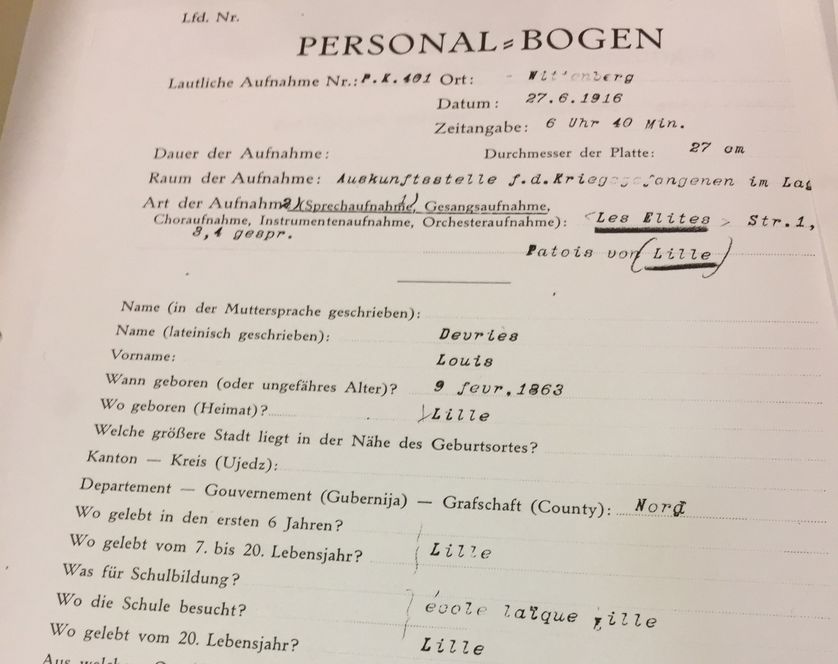 Lfd. Nr.
PERSONAL-BOGEN
Lautliche Aufnahme Nr.: P.K.401 Ort: Wittenberg
Datum: 27.6.1916
Zeitangabe: 6 Uhr 40 Min.
Dauer der Aufnahme: Durchmesser der Platte: 27 cm
Raum der Aufnahme: Auskunftsstelle f.d.Kriegsgefangenen im Lag
Art der Aufnahme (Sprechaufnahme, Gesangsaufnahme,
Choraufnahme, Instrumentenaufnahme, Orchesteraufnahme): <Les Elites> Str.1,
3,4 gespr.
Patois von (Lille)
Name (in der Muttersprache geschrieben):
Name (lateinisch geschrieben): Devries
Vorname: Louis
Wann geboren (oder ungefähres Alter)? 9 fevr.1863
Wo geboren (Heimat)? Lille
Welche größere Stadt liegt in der Nähe des Geburtsortes?
Kanton — Kreis (Ujedz):
Departement — Gouvernement (Gubernija) — Grafschaft (County): Nord
Wo gelebt in den ersten 6 Jahren?
Wo gelebt vom 7. bis 20. Lebensjahr? Lille
Was für Schulbildung?
Wo die Schule besucht? école laïque Lille
Wo gelebt vom 20. Lebensjahr? Lille